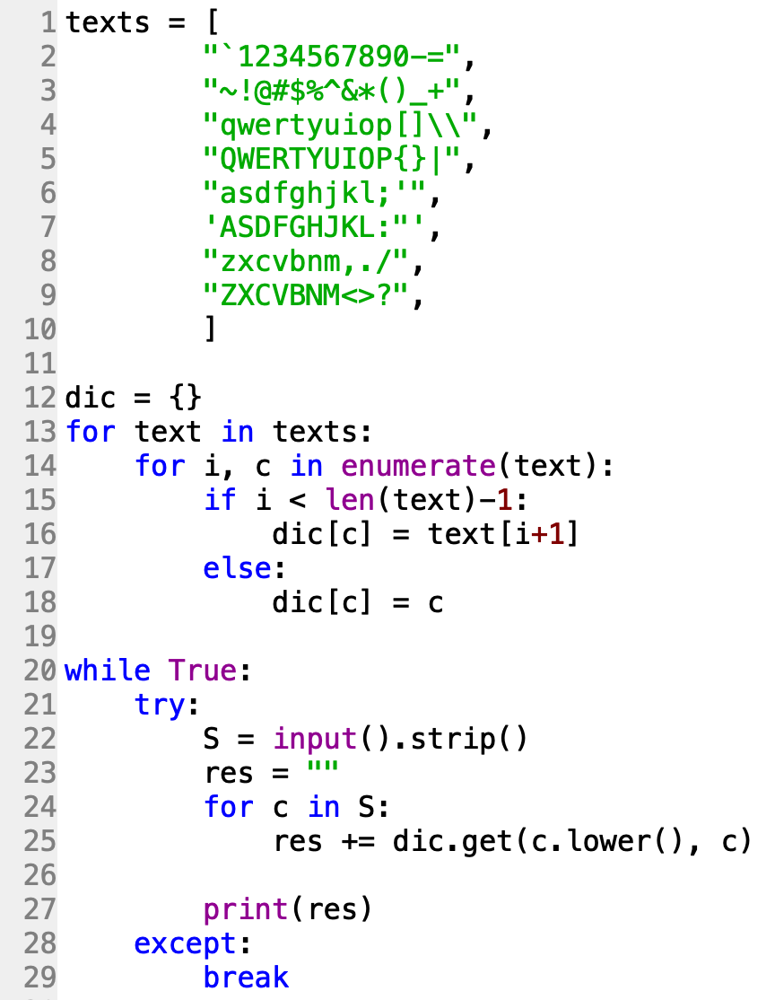 1 texts = [
2         "`1234567890-=",
3         "~!@#$%^&*()_+",
4         "qwertyuiop[]\\",
5         "QWERTYUIOP{}|",
6         "asdfghjkl;'",
7         'ASDFGHJKL:"',
8         "zxcvbnm,./",
9         "ZXCVBNM<>?",
10         ]
11
12 dic = {}
13 for text in texts:
14     for i, c in enumerate(text):
15         if i < len(text)-1:
16             dic[c] = text[i+1]
17         else:
18             dic[c] = c
19
20 while True:
21     try:
22         S = input().strip()
23         res = ""
24         for c in S:
25             res += dic.get(c.lower(), c)
26
27         print(res)
28     except:
29         break